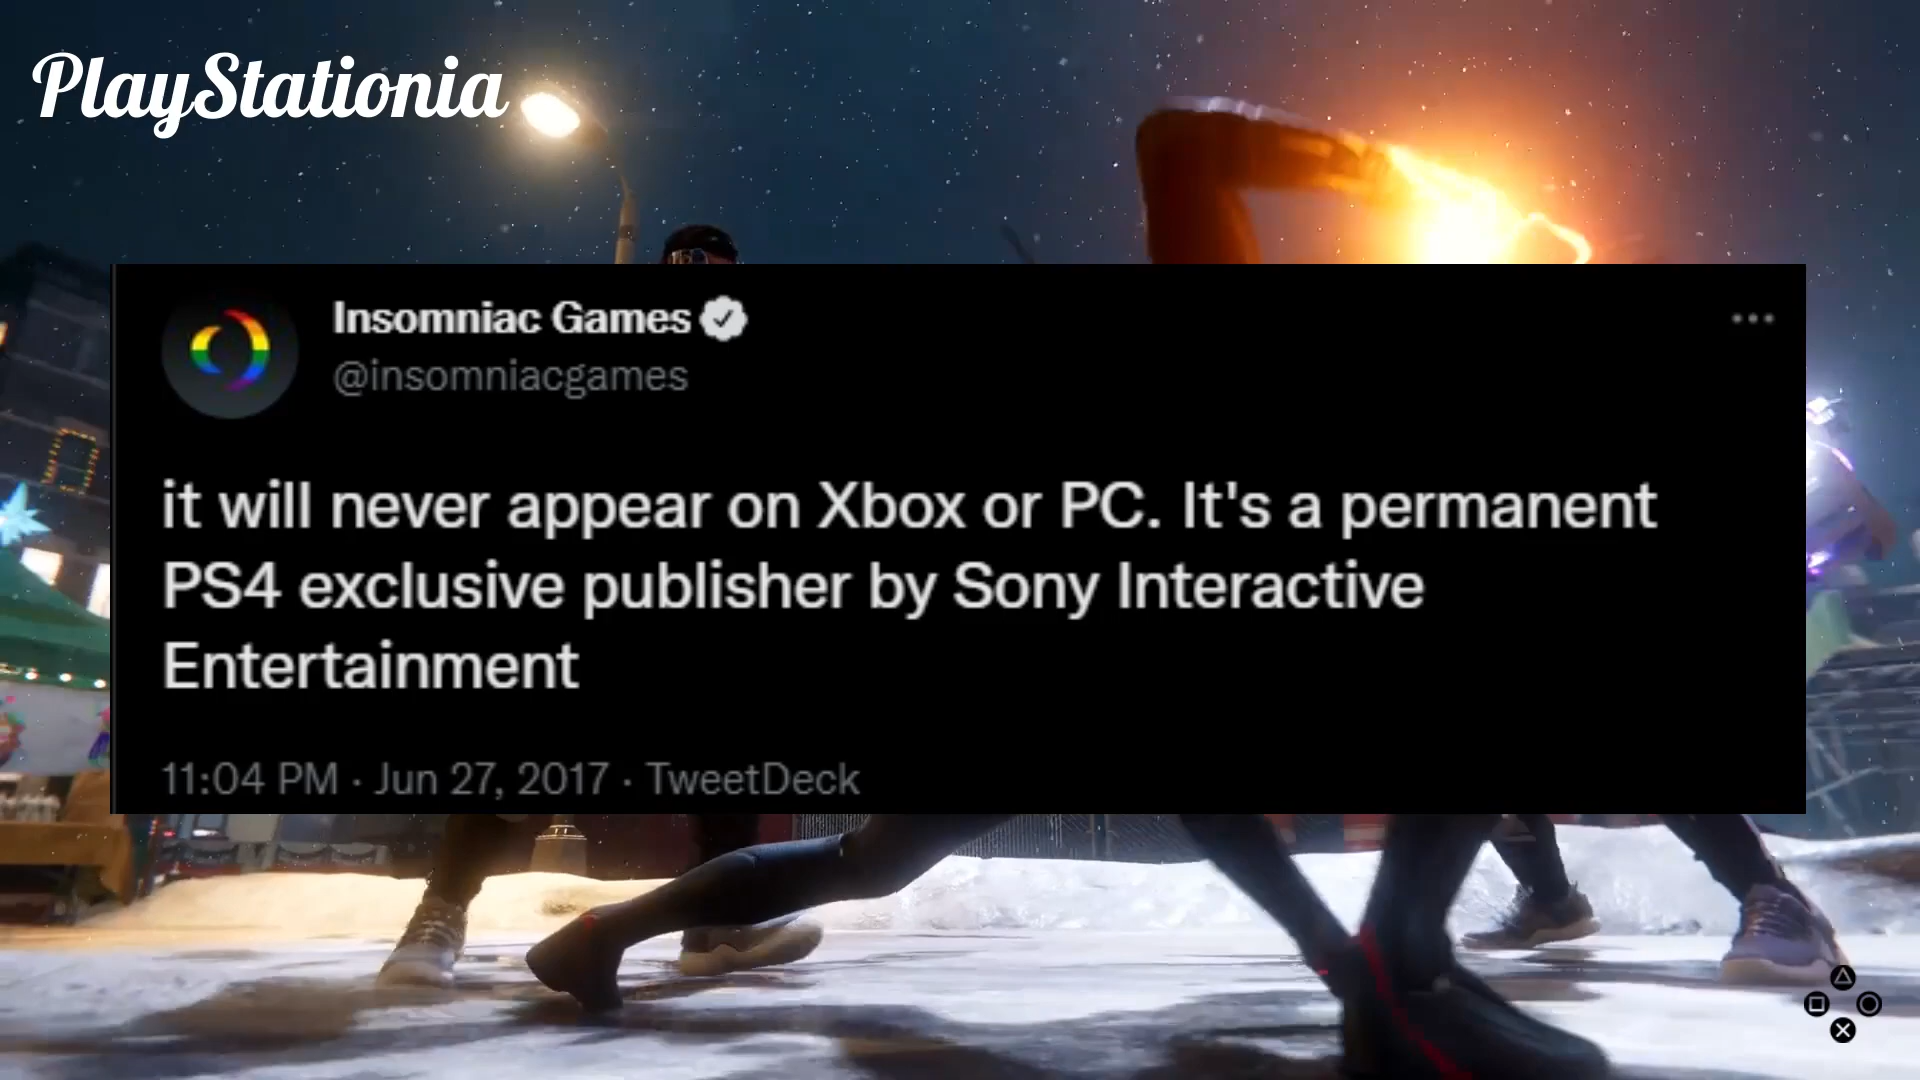 PlayStationia
Insomniac Games
@insomniacgames
it will never appear on Xbox or PC. It's a permanent
PS4 exclusive publisher by Sony Interactive
Entertainment
11:04 PM · Jun 27, 2017 · TweetDeck